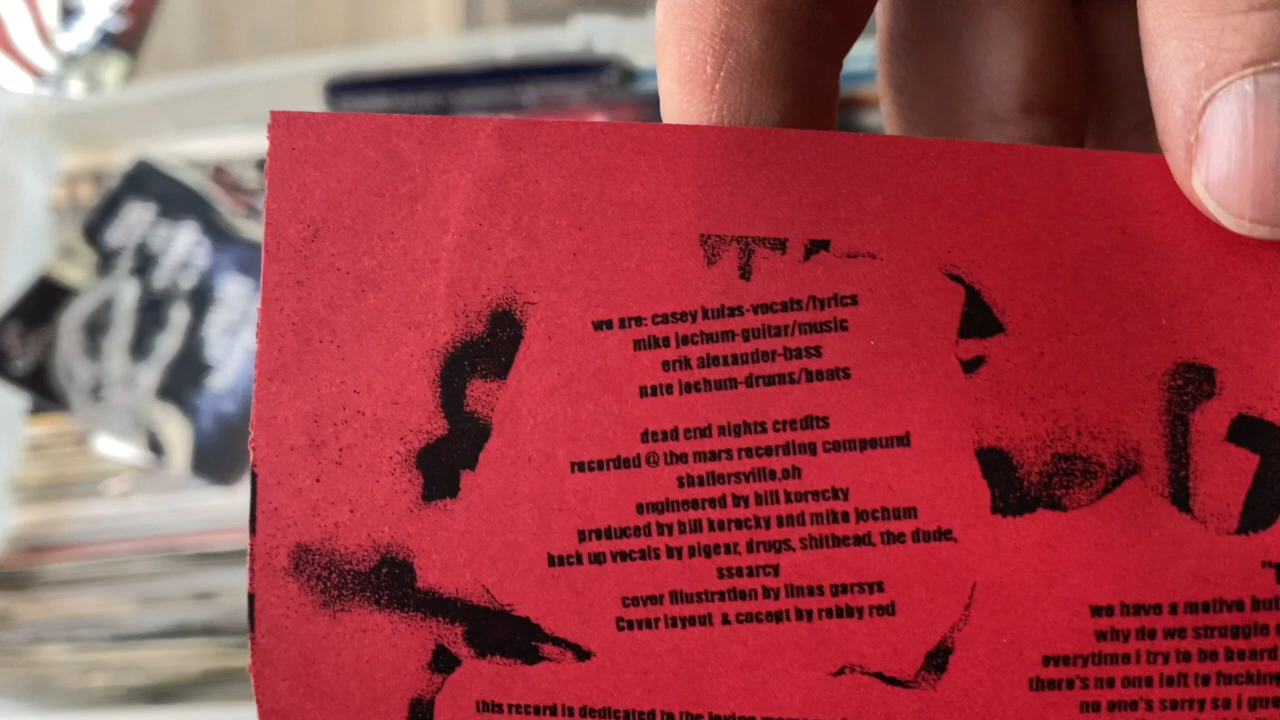 we are: casey kulas-vocals/lyrics
mike jochum-guitar/music
erik alexander-bass
nate jochum-drums/beats
dead end nights credits
recorded @ the mars recording compound
shallersville,oh
engineered by bill korecky
produced by bill korecky and mike jochum
back up vocals by pigear, drugs, shithead, the dude,
ssearcy
cover illustration by linas garsys
Cover layout & cocept by robby red
this record is dedicated to the loving
we have a motive but
why do we struggle
everytime i try to be heard
there's no one left to fucking
no one's sorry so i